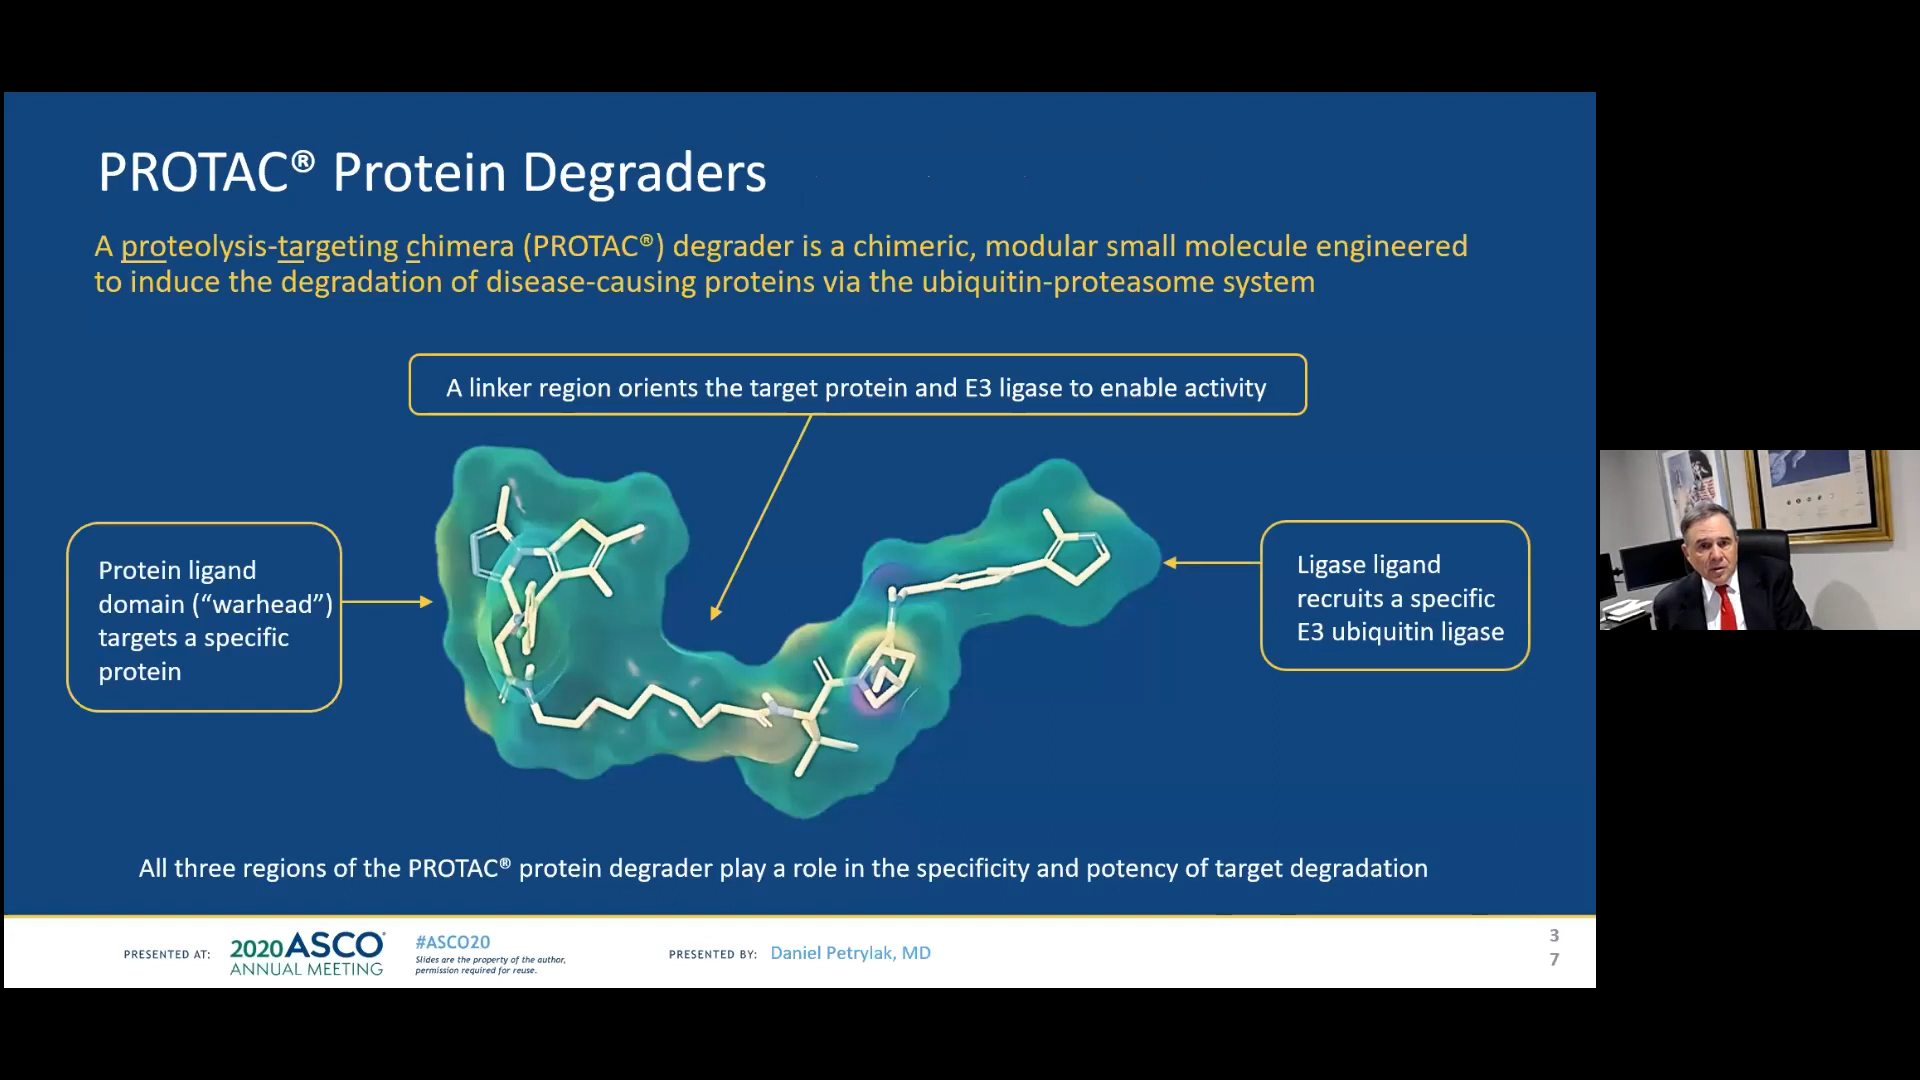 PROTAC® Protein Degraders
A proteolysis-targeting chimera (PROTAC®) degrader is a chimeric, modular small molecule engineered
to induce the degradation of disease-causing proteins via the ubiquitin-proteasome system
A linker region orients the target protein and E3 ligase to enable activity
Protein ligand
domain (“warhead”)
targets a specific
protein
Ligase ligand
recruits a specific
E3 ubiquitin ligase
All three regions of the PROTAC® protein degrader play a role in the specificity and potency of target degradation
PRESENTED AT:
2020 ASCO®
ANNUAL MEETING
#ASCO20
Slides are the property of the author,
permission required for reuse.
PRESENTED BY: Daniel Petrylak, MD
3
7